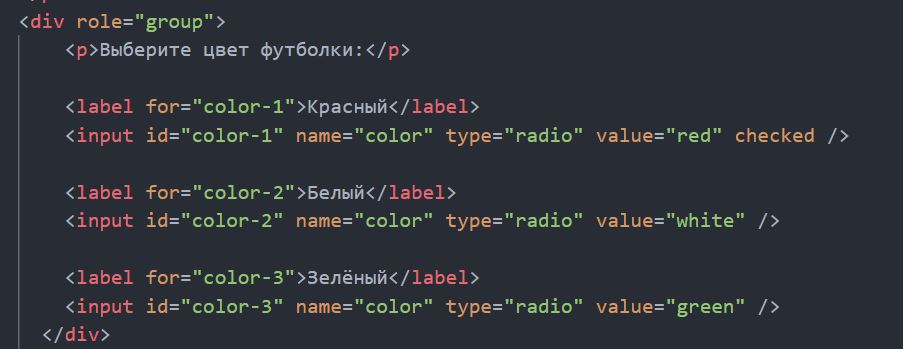 <div role="group">
<p>Выберите цвет футболки:</p>
<label for="color-1">Красный</label>
<input id="color-1" name="color" type="radio" value="red" checked />
<label for="color-2">Белый</label>
<input id="color-2" name="color" type="radio" value="white" />
<label for="color-3">Зелёный</label>
<input id="color-3" name="color" type="radio" value="green" />
</div>